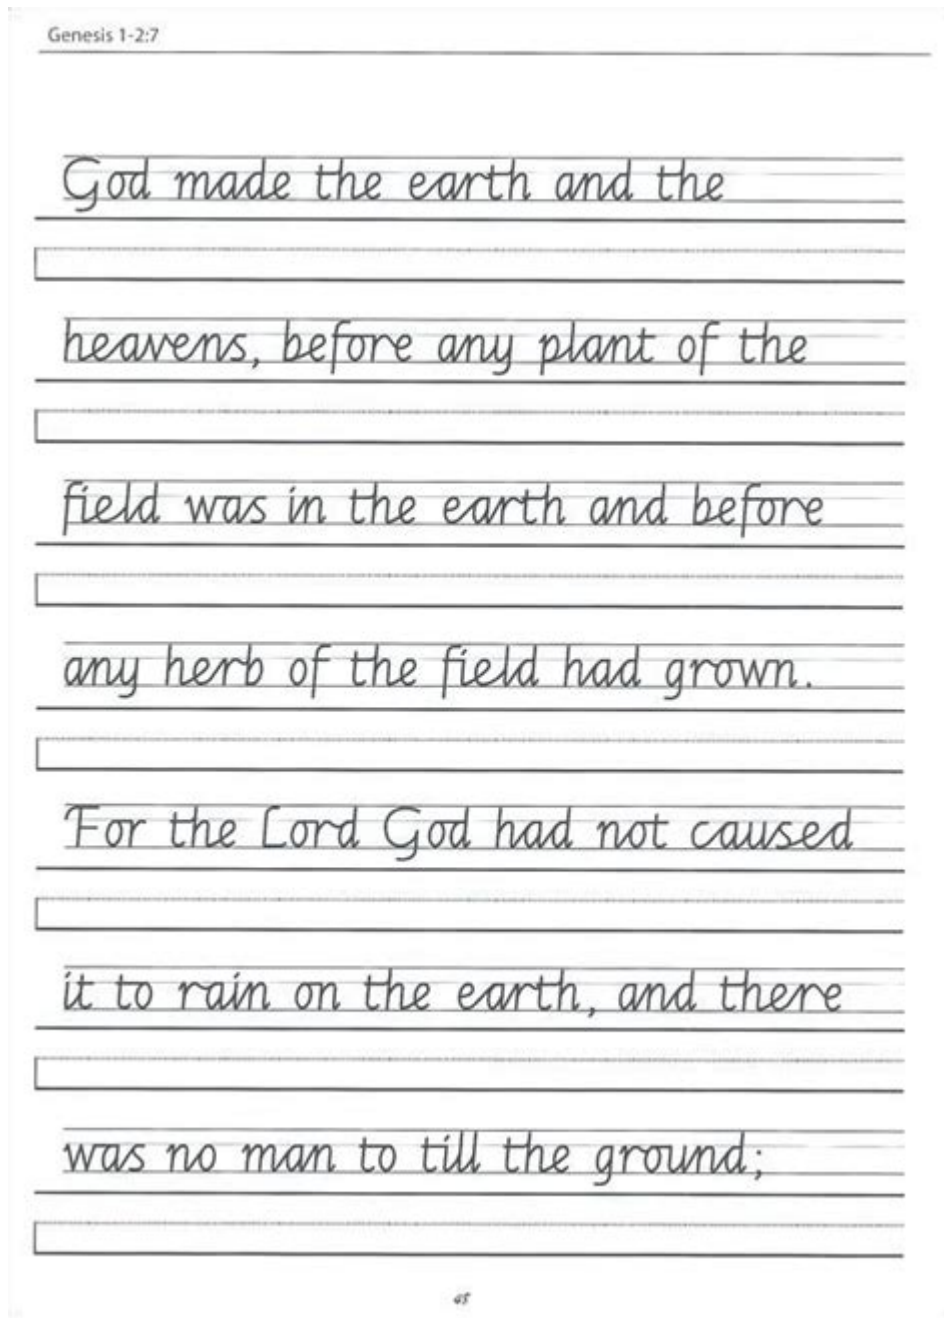 Genesis 1-2:7
God made the earth and the
heavens, before any plant of the
field was in the earth and before
any herb of the field had grown.
For the Lord God had not caused
it to rain on the earth, and there
was no man to till the ground;
45